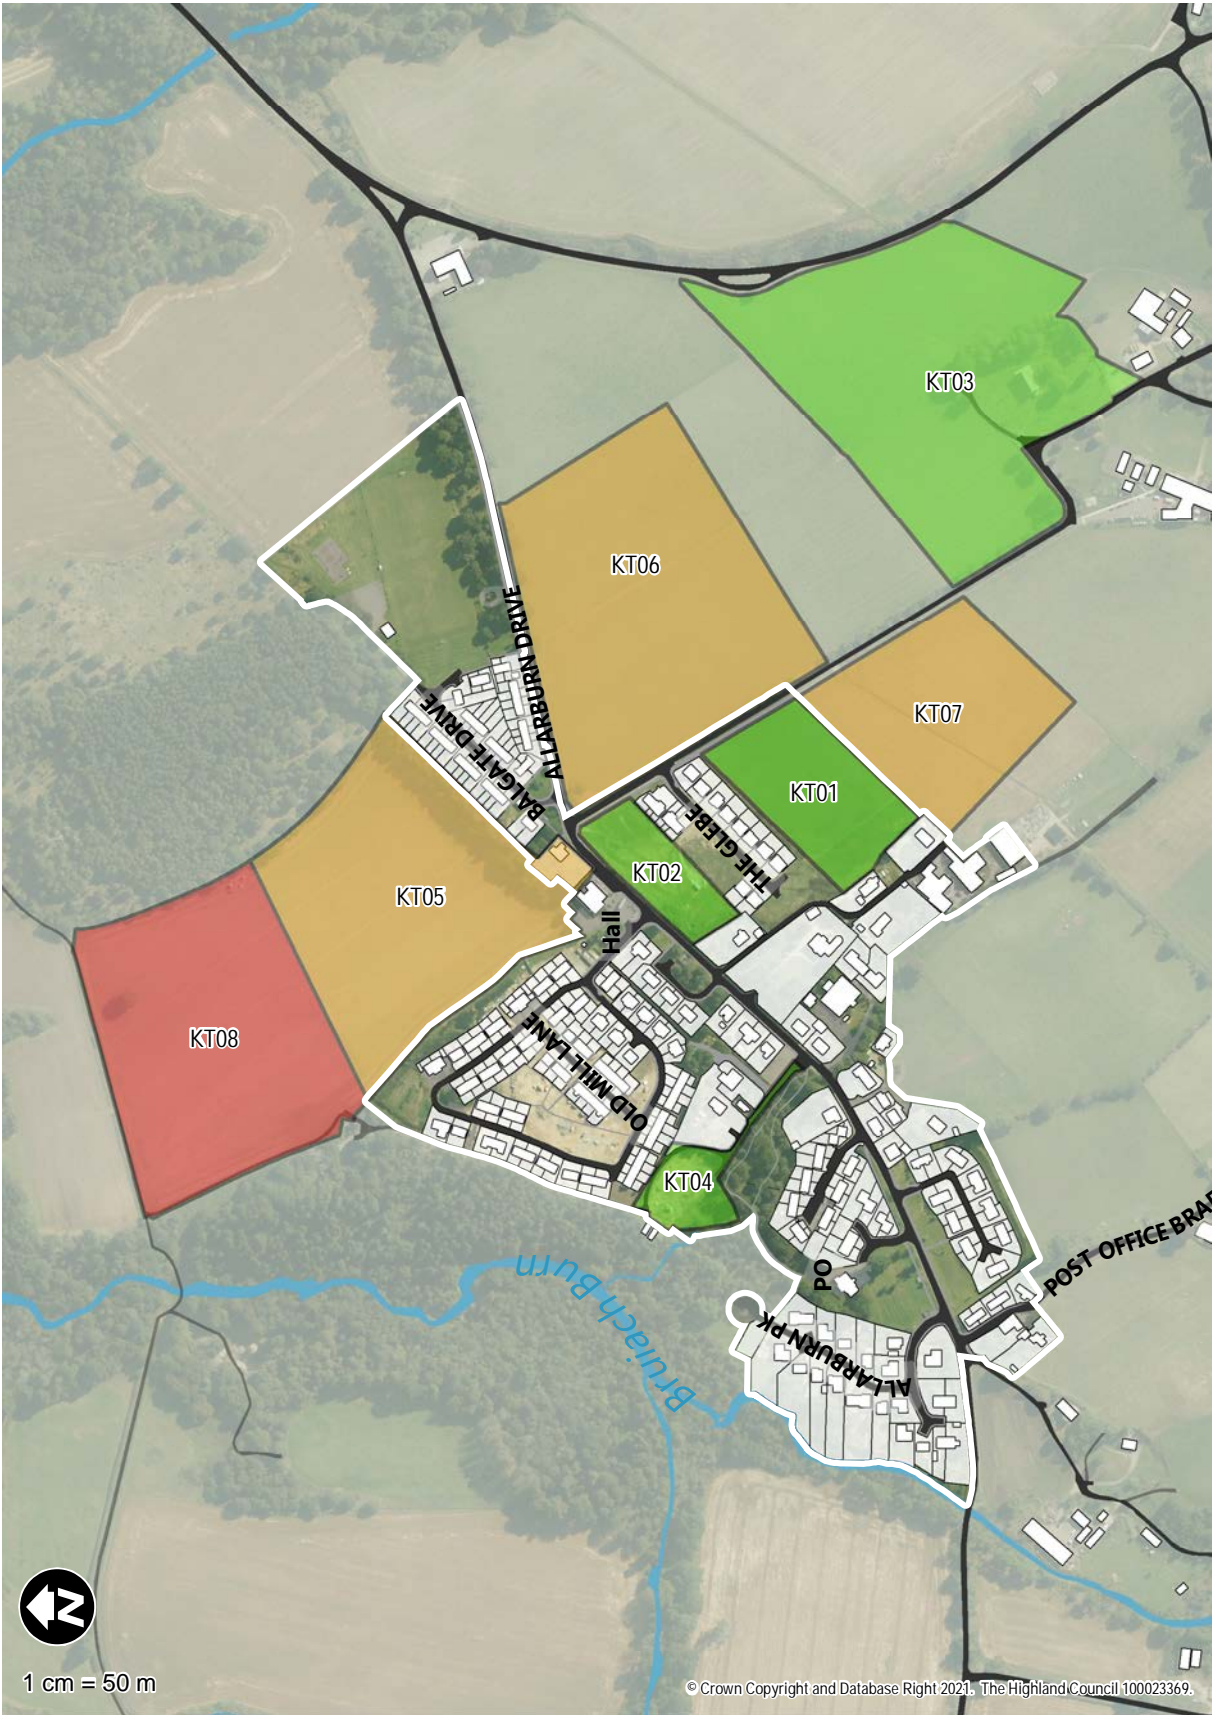 KT03
KT06
ALLARBURN DRIVE
KT07
BALGATE DRIVE
KT01
THE GLEBE
KT02
KT05
Hall
KT08
OLD MILL LANE
KT04
POST OFFICE BRAE
PO
Bruiach Burn
ALLARBURN PK
N
1 cm = 50 m
© Crown Copyright and Database Right 2021. The Highland Council 100023369.